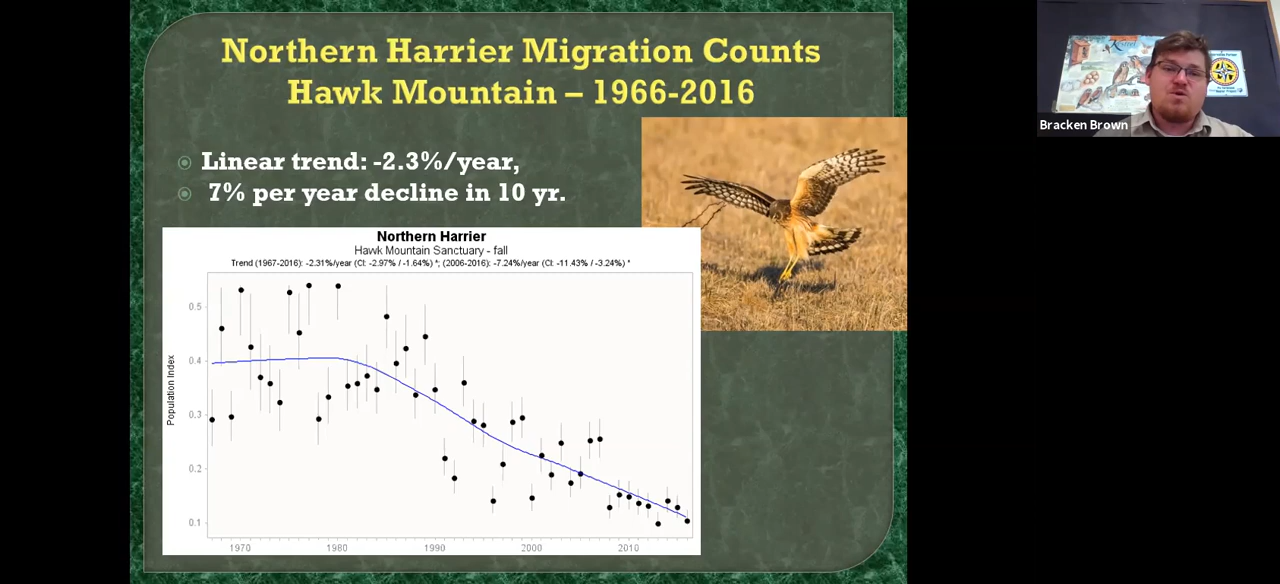 Northern Harrier Migration Counts
Hawk Mountain – 1966-2016
Linear trend: -2.3%/year,
7% per year decline in 10 yr.
Northern Harrier
Hawk Mountain Sanctuary - fall
Trend (1967-2016): -2.31%/year (CI: -2.97% / -1.64%) *; (2006-2016): -7.24%/year (CI: -11.43% / -3.24%) *
Population Index
0.5
0.4
0.3
0.2
0.1
1970 1980 1990 2000 2010
Kestrel
Bracken Brown